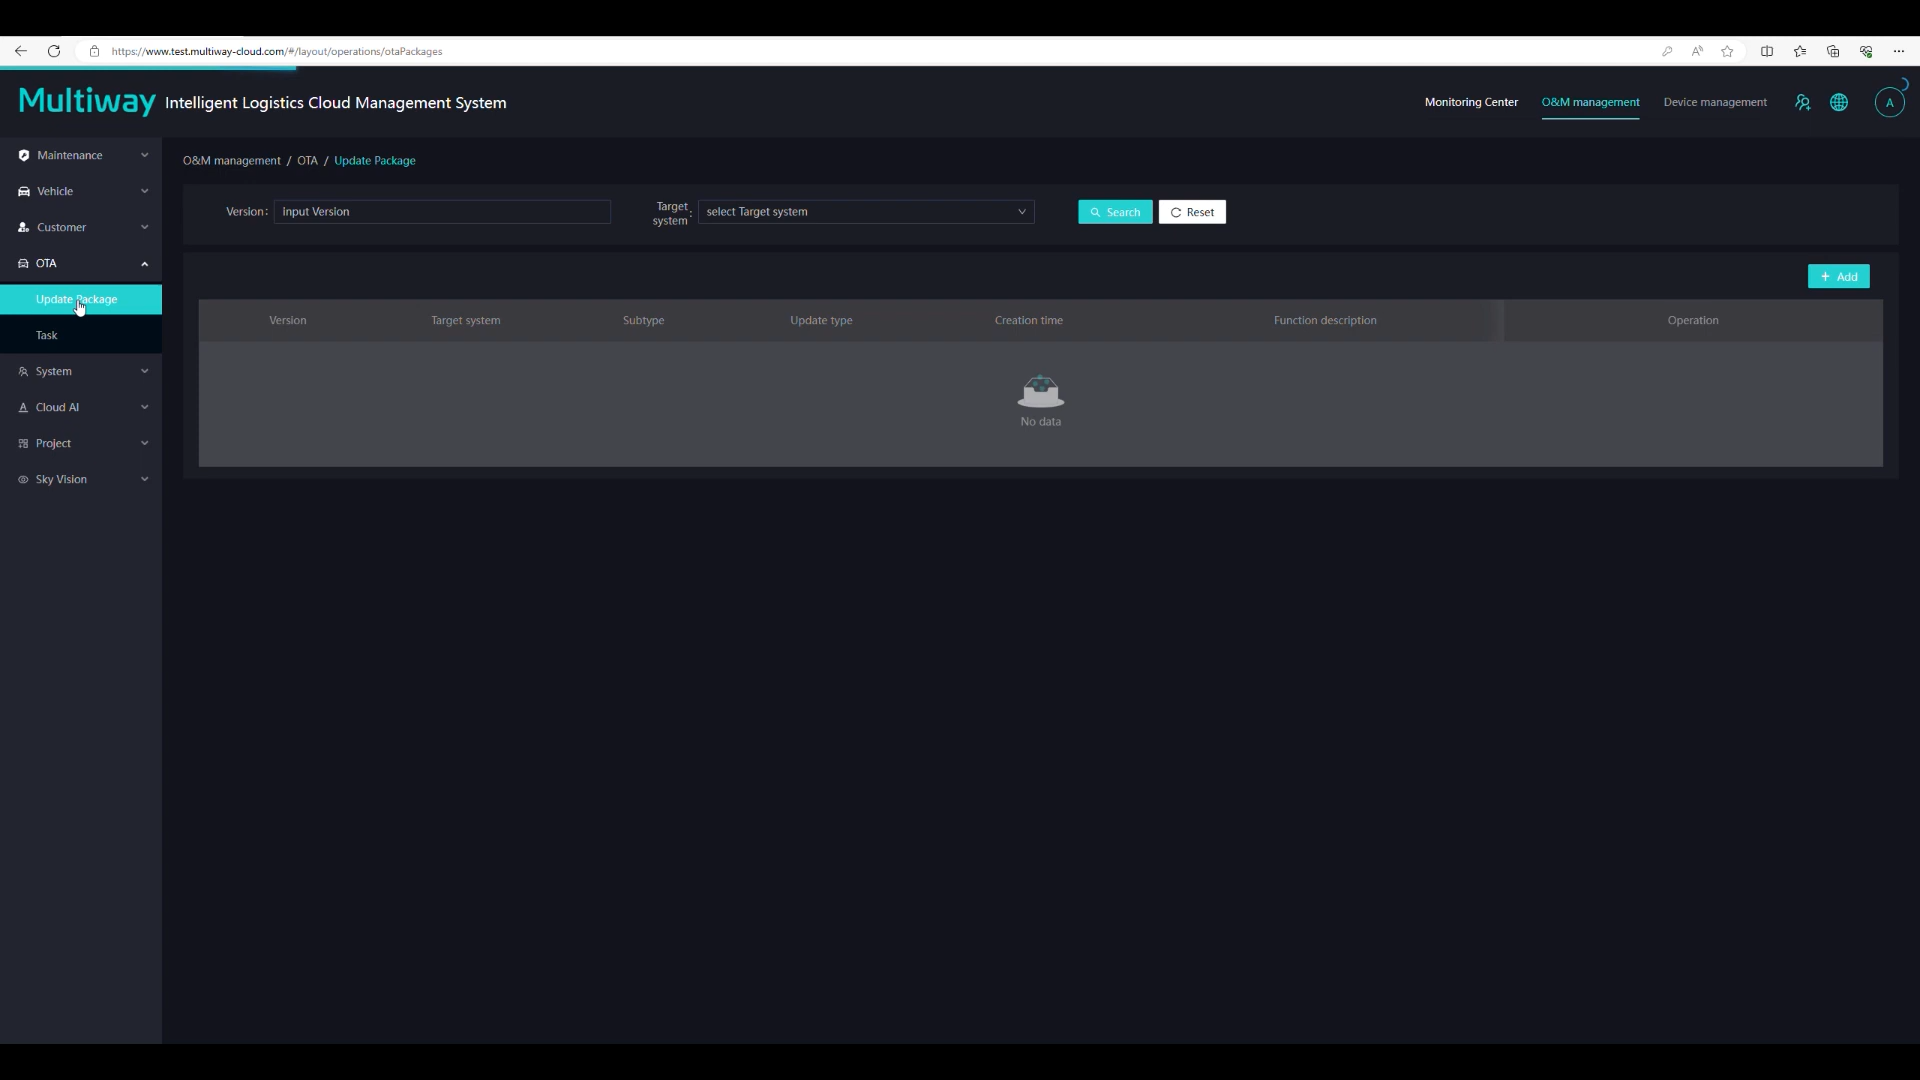 https://www.test.multiway-cloud.com/#/layout/operations/otaPackages
Multiway Intelligent Logistics Cloud Management System
Monitoring Center
O&M management
Device management
A
Maintenance
Vehicle
Customer
OTA
Update Package
Task
System
Cloud AI
Project
Sky Vision
O&M management / OTA / Update Package
Version: Input Version
Target system: select Target system
Search
Reset
+ Add
Version Target system Subtype Update type Creation time Function description Operation
No data